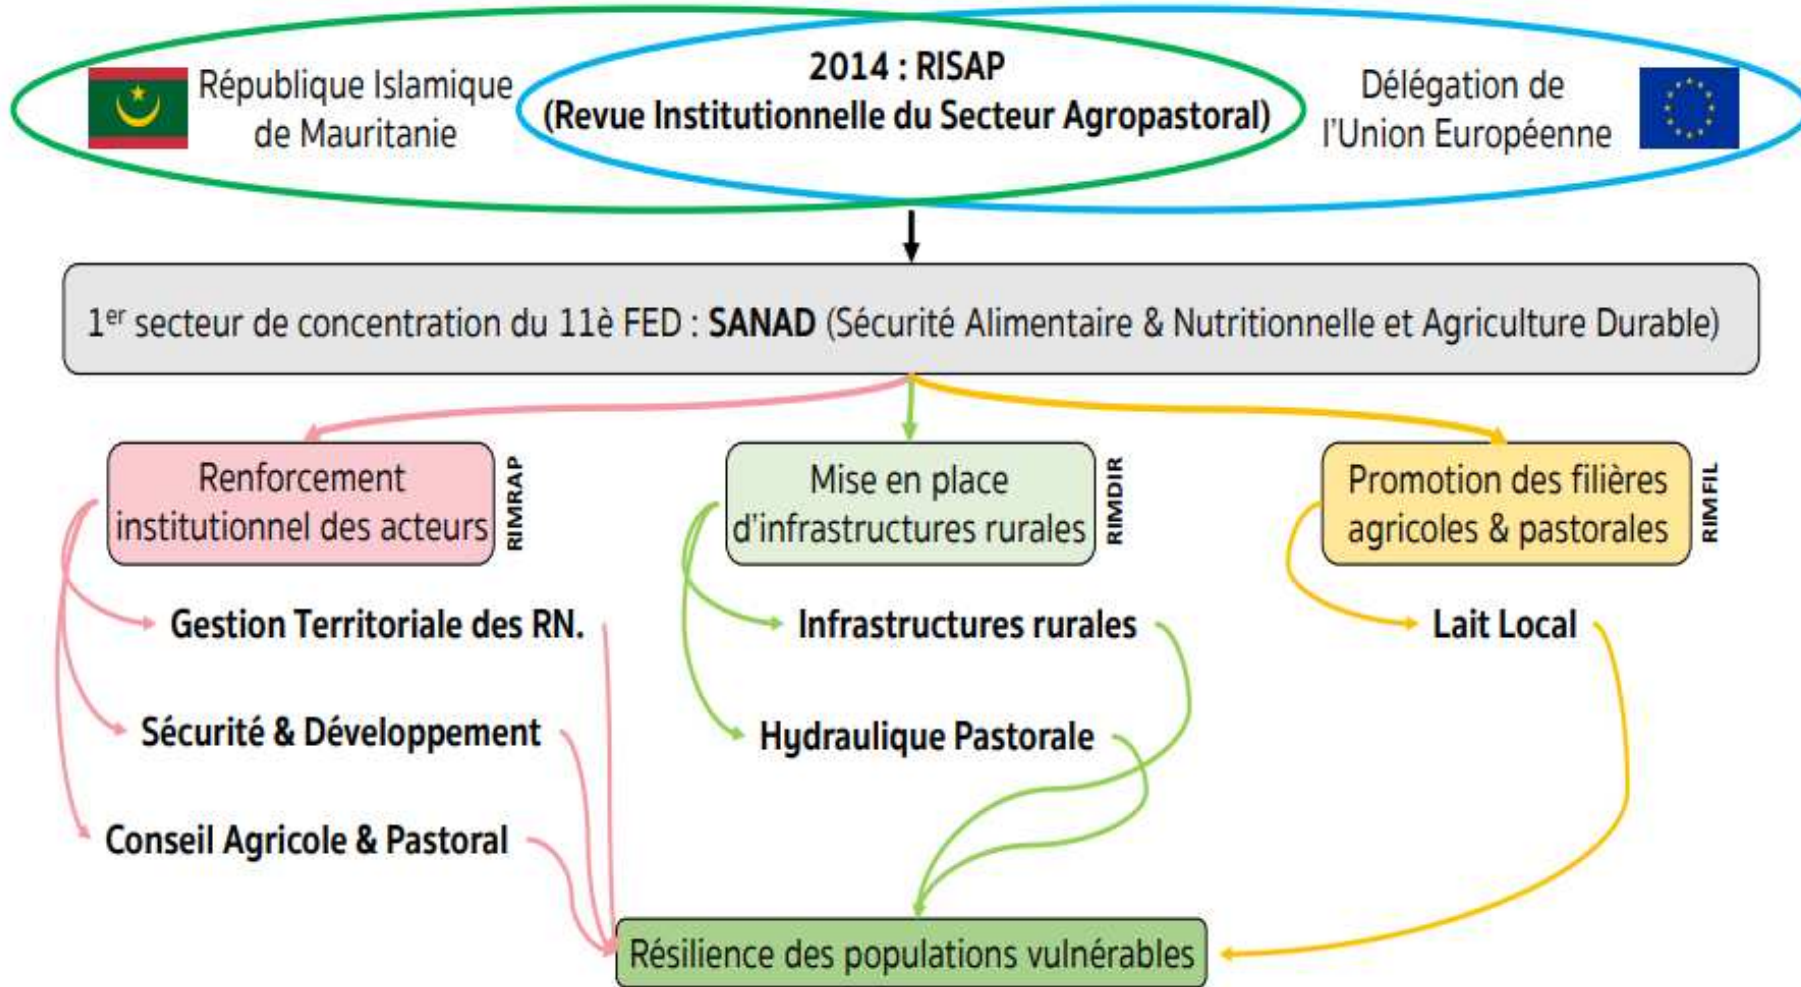 République Islamique
de Mauritanie
2014 : RISAP
(Revue Institutionnelle du Secteur Agropastoral)
Délégation de
l'Union Européenne
1er secteur de concentration du 11è FED : SANAD (Sécurité Alimentaire & Nutritionnelle et Agriculture Durable)
Renforcement
institutionnel des acteurs
RIMRAP
Mise en place
d'infrastructures rurales
RIMDIR
Promotion des filières
agricoles & pastorales
RIMFIL
Gestion Territoriale des RN.
Infrastructures rurales
Lait Local
Sécurité & Développement
Hydraulique Pastorale
Conseil Agricole & Pastoral
Résilience des populations vulnérables